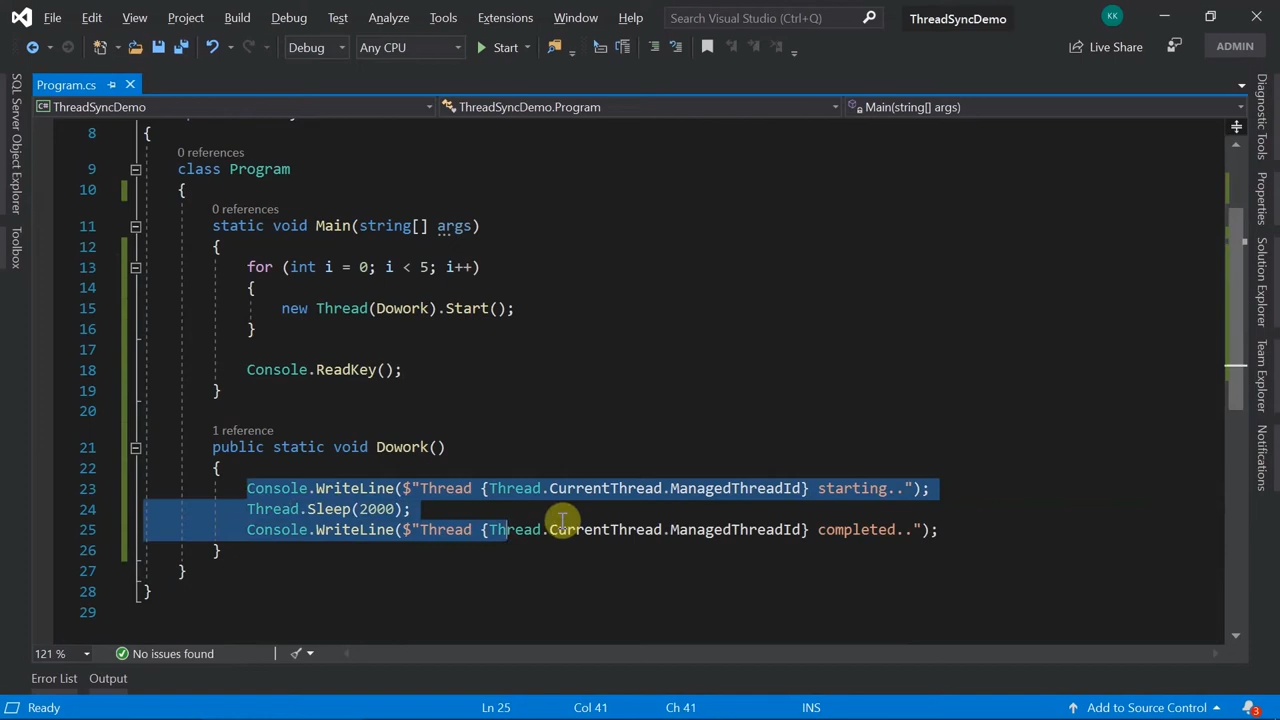 File Edit View Project Build Debug Test Analyze Tools Extensions Window Help Search Visual Studio (Ctrl+Q) ThreadSyncDemo KK
Debug Any CPU Start Live Share ADMIN
Program.cs
ThreadSyncDemo ThreadSyncDemo.Program Main(string[] args)
SQL Server Object Explorer
Toolbox
8 {
0 references
9 class Program
10 {
0 references
11 static void Main(string[] args)
12 {
13 for (int i = 0; i < 5; i++)
14 {
15 new Thread(Dowork).Start();
16 }
17
18 Console.ReadKey();
19 }
20
1 reference
21 public static void Dowork()
22 {
23 Console.WriteLine($"Thread {Thread.CurrentThread.ManagedThreadId} starting..");
24 Thread.Sleep(2000);
25 Console.WriteLine($"Thread {Thread.CurrentThread.ManagedThreadId} completed..");
26 }
27 }
28 }
29
Diagnostic Tools
Properties
Solution Explorer
Team Explorer
Notifications
121 % No issues found
Error List Output
Ready Ln 25 Col 41 Ch 41 INS Add to Source Control 3